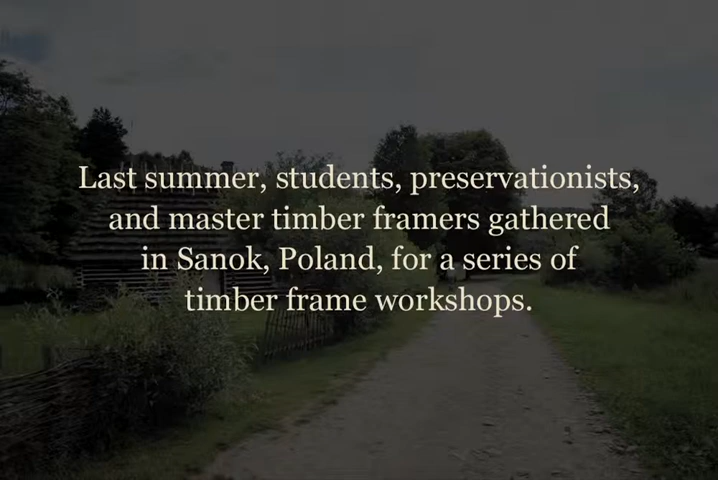 Last summer, students, preservationists,
and master timber framers gathered
in Sanok, Poland, for a series of
timber frame workshops.